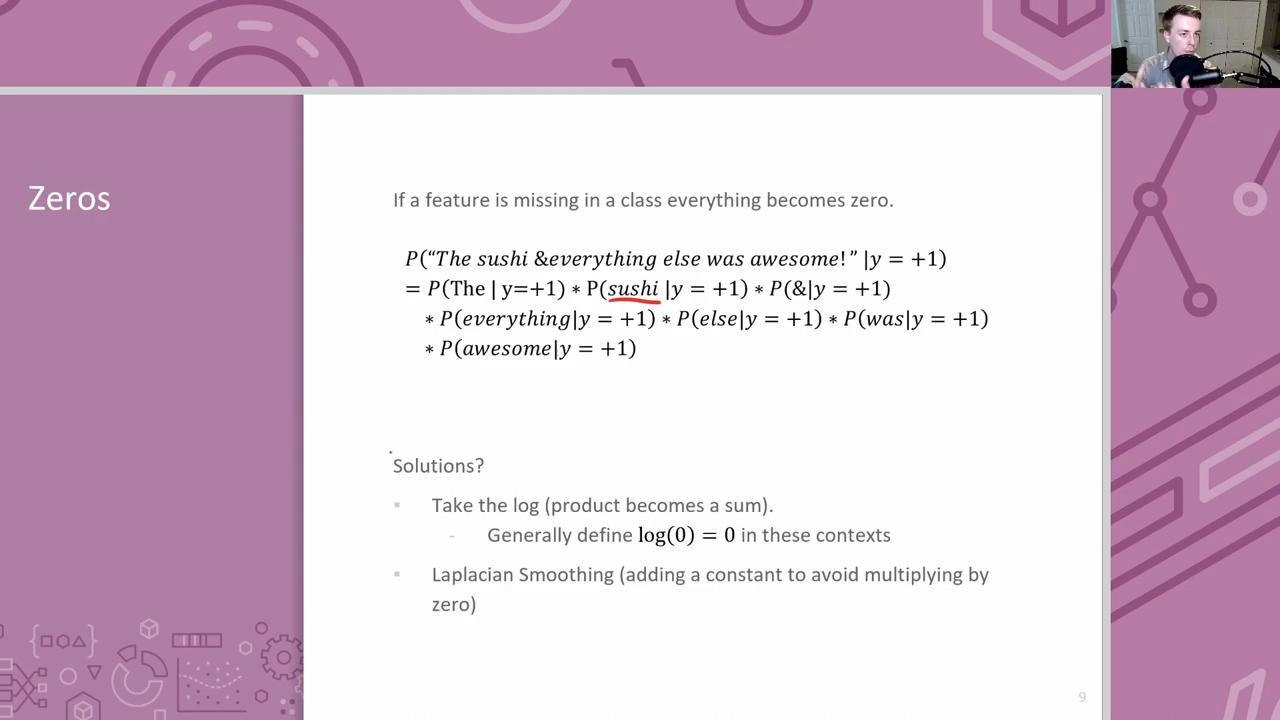 Zeros
If a feature is missing in a class everything becomes zero.
P(“The sushi &everything else was awesome!” |y = +1)
= P(The | y=+1) ∗ P(sushi |y = +1) ∗ P(&|y = +1)
∗ P(everything|y = +1) ∗ P(else|y = +1) ∗ P(was|y = +1)
∗ P(awesome|y = +1)
Solutions?
▪ Take the log (product becomes a sum).
- Generally define log(0) = 0 in these contexts
▪ Laplacian Smoothing (adding a constant to avoid multiplying by
zero)
9